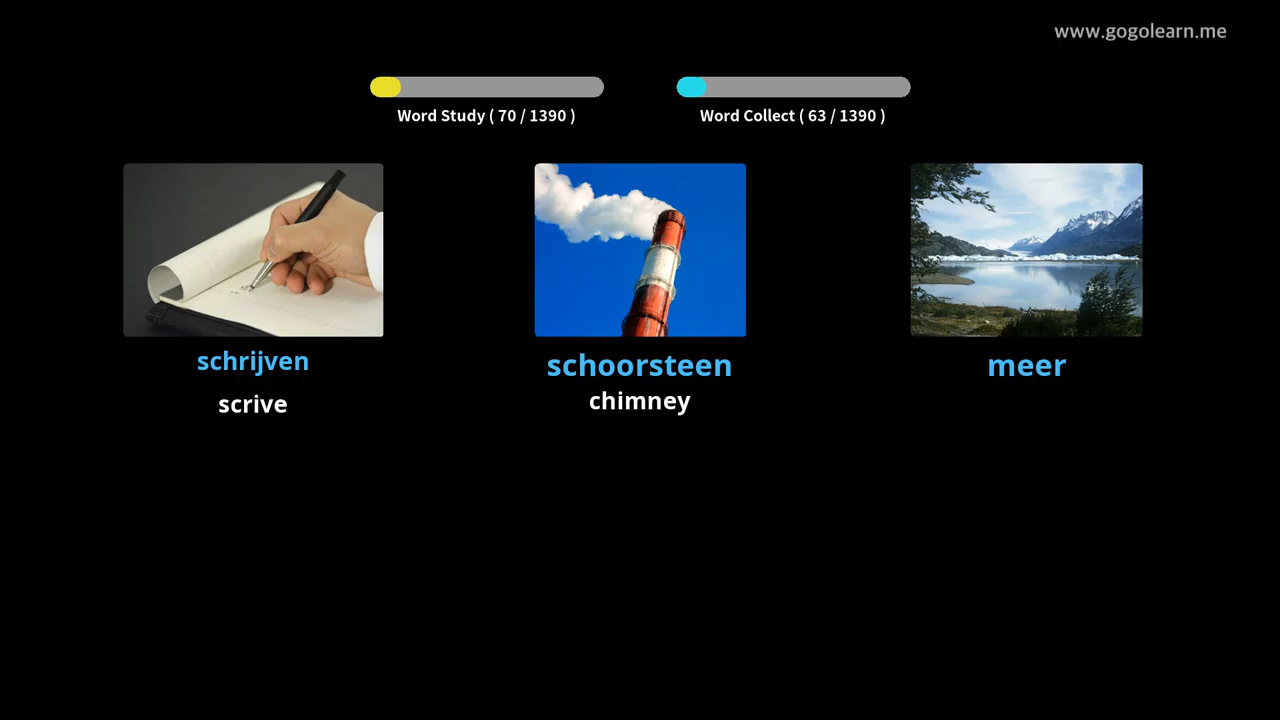 www.gogolearn.me
Word Study ( 70 / 1390 )
Word Collect ( 63 / 1390 )
schrijven
scrive
schoorsteen
chimney
meer